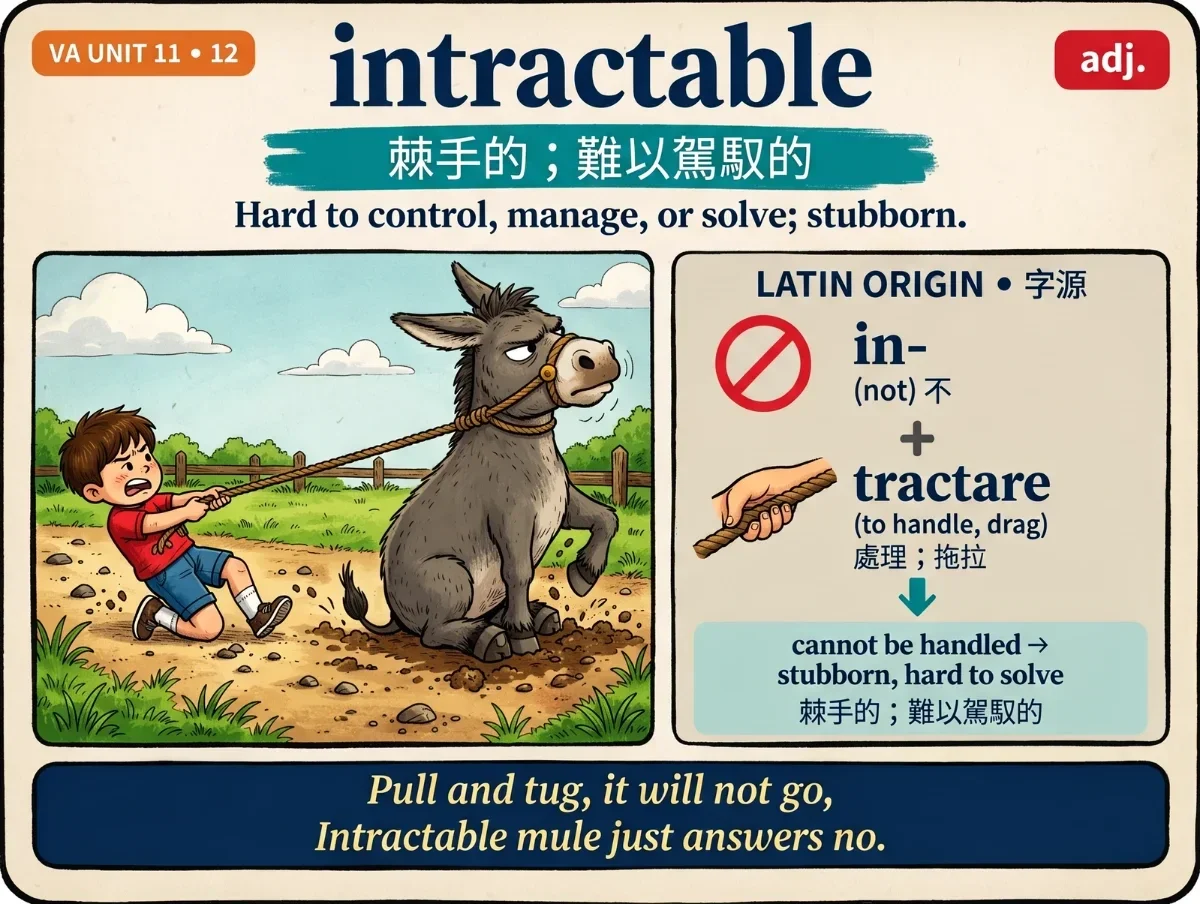 VA UNIT 11 • 12
intractable
adj.
棘手的；難以駕馭的
Hard to control, manage, or solve; stubborn.
LATIN ORIGIN • 字源
in-
(not) 不
+
tractare
(to handle, drag)
處理；拖拉
cannot be handled →
stubborn, hard to solve
棘手的；難以駕馭的
Pull and tug, it will not go,
Intractable mule just answers no.